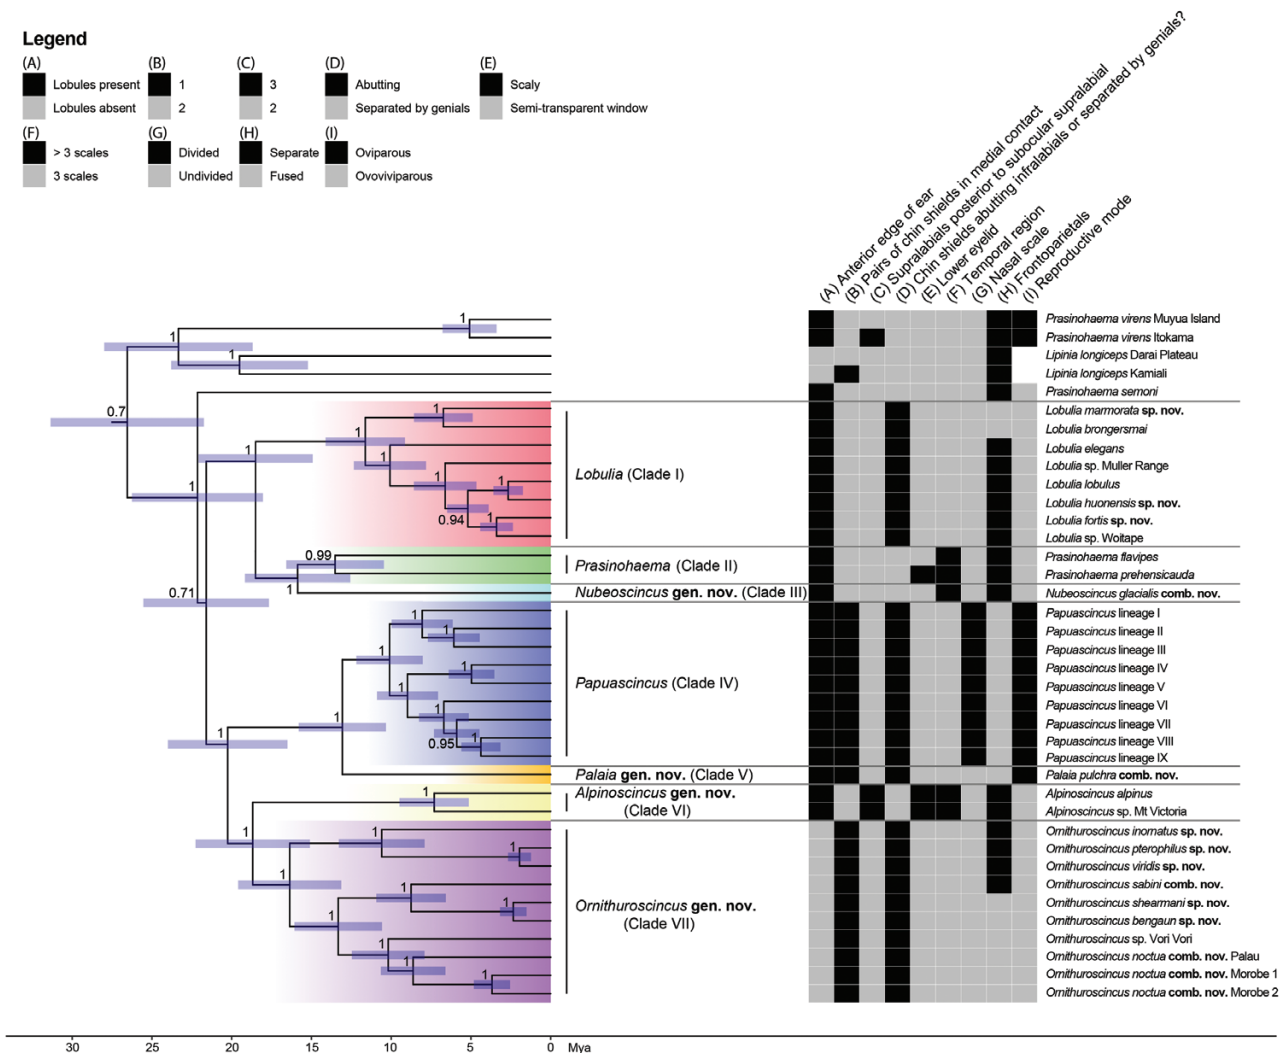 Legend
(A) (B) (C) (D) (E)
Lobules present 1 3 Abutting Scaly
Lobules absent 2 2 Separated by genials Semi-transparent window
(F) (G) (H) (I)
> 3 scales Divided Separate Oviparous
3 scales Undivided Fused Ovoviviparous
(A) Anterior edge of ear
(B) Pairs of chin shields in medial contact
(C) Supralabials posterior to subocular supralabial
(D) Chin shields abutting infralabials or separated by genials?
(E) Lower eyelid
(F) Temporal region
(G) Nasal scale
(H) Frontoparietals
(I) Reproductive mode
1 Prasinohaema virens Muyua Island
1 Prasinohaema virens Itokama
1 Lipinia longiceps Darai Plateau
Lipinia longiceps Kamiali
Prasinohaema semoni
0.7 1 Lobulia marmorata sp. nov.
1 Lobulia brongersmai
1 1 Lobulia elegans
Lobulia sp. Muller Range
1 1 Lobulia (Clade I) Lobulia lobulus
1 Lobulia huonensis sp. nov.
0.94 1 Lobulia fortis sp. nov.
Lobulia sp. Woitape
0.99 Prasinohaema flavipes
Prasinohaema (Clade II) Prasinohaema prehensicauda
0.71 1 Nubeoscincus gen. nov. (Clade III) Nubeoscincus glacialis comb. nov.
1 Papuascincus lineage I
1 Papuascincus lineage II
1 Papuascincus lineage III
1 Papuascincus lineage IV
1 Papuascincus (Clade IV) Papuascincus lineage V
1 Papuascincus lineage VI
1 Papuascincus lineage VII
1 0.95 1 Papuascincus lineage VIII
Papuascincus lineage IX
Palaia gen. nov. (Clade V) Palaia pulchra comb. nov.
1 Alpinoscincus gen. nov. Alpinoscincus alpinus
(Clade VI) Alpinoscincus sp. Mt Victoria
1 1 Ornithuroscincus inornatus sp. nov.
1 Ornithuroscincus pterophilus sp. nov.
Ornithuroscincus viridis sp. nov.
1 1 Ornithuroscincus sabini comb. nov.
1 Ornithuroscincus gen. nov. Ornithuroscincus shearmani sp. nov.
1 (Clade VII) Ornithuroscincus bengaun sp. nov.
1 Ornithuroscincus sp. Vori Vori
1 Ornithuroscincus noctua comb. nov. Palau
1 Ornithuroscincus noctua comb. nov. Morobe 1
Ornithuroscincus noctua comb. nov. Morobe 2
30 25 20 15 10 5 0 Mya